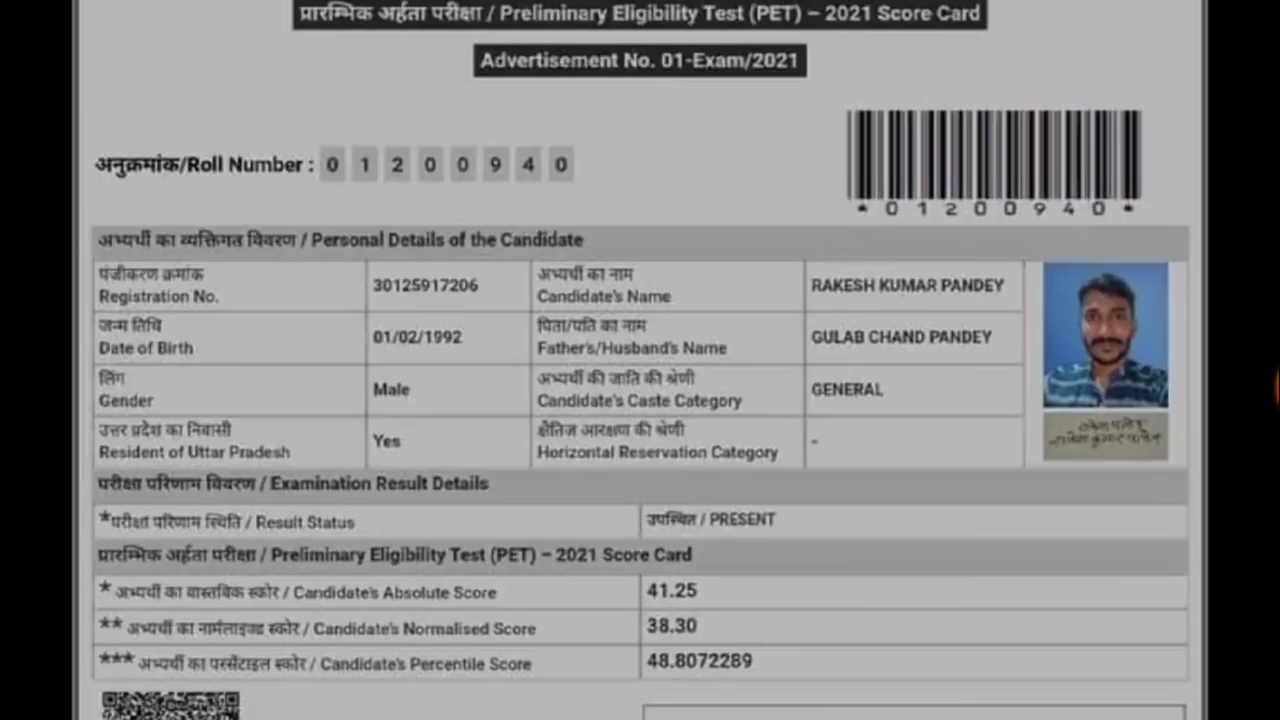 प्रारम्भिक अर्हता परीक्षा / Preliminary Eligibility Test (PET) – 2021 Score Card
Advertisement No. 01-Exam/2021
अनुक्रमांक/Roll Number : 0 1 2 0 0 9 4 0
* 0 1 2 0 0 9 4 0 *
अभ्यर्थी का व्यक्तिगत विवरण / Personal Details of the Candidate
पंजीकरण क्रमांक
Registration No.
30125917206
अभ्यर्थी का नाम
Candidate's Name
RAKESH KUMAR PANDEY
जन्म तिथि
Date of Birth
01/02/1992
पिता/पति का नाम
Father's/Husband's Name
GULAB CHAND PANDEY
लिंग
Gender
Male
अभ्यर्थी की जाति की श्रेणी
Candidate's Caste Category
GENERAL
उत्तर प्रदेश का निवासी
Resident of Uttar Pradesh
Yes
क्षैतिज आरक्षण की श्रेणी
Horizontal Reservation Category
-
परीक्षा परिणाम विवरण / Examination Result Details
*परीक्षा परिणाम स्थिति / Result Status
उपस्थित / PRESENT
प्रारम्भिक अर्हता परीक्षा / Preliminary Eligibility Test (PET) – 2021 Score Card
* अभ्यर्थी का वास्तविक स्कोर / Candidate's Absolute Score
41.25
** अभ्यर्थी का नार्मलाइज्ड स्कोर / Candidate's Normalised Score
38.30
*** अभ्यर्थी का परसेंटाइल स्कोर / Candidate's Percentile Score
48.8072289